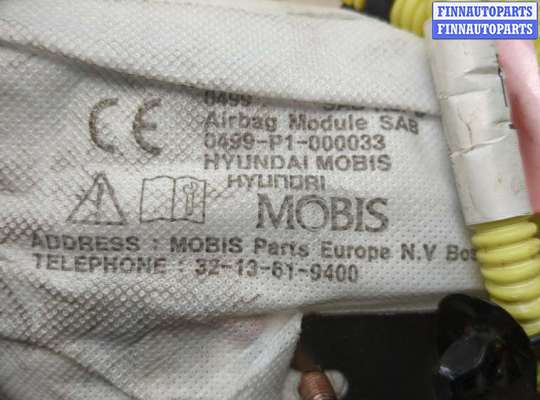 FINNAUTOPARTS
FINNAUTOPARTS
CE
0499
Airbag Module SAB
0499-P1-000033
HYUNDAI MOBIS
HYUNDAI
MOBIS
ADDRESS : MOBIS Parts Europe N.V
TELEPHONE : 32-13-61-9400